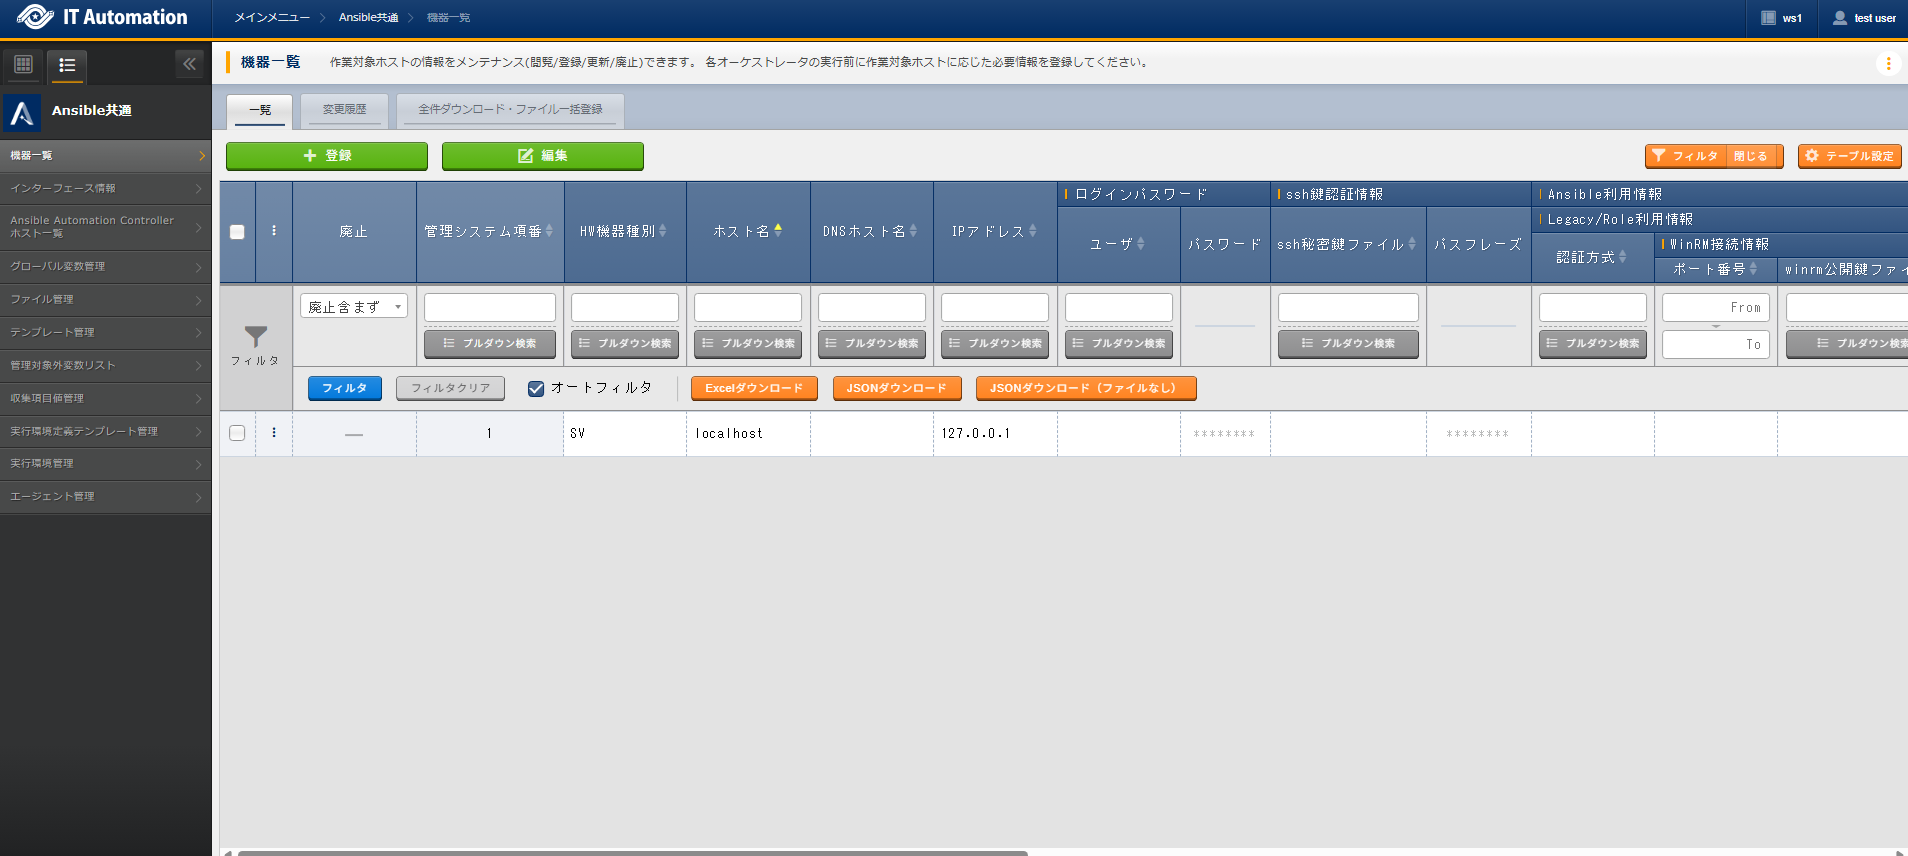 IT Automation
メインメニュー
Ansible共通
機器一覧
ws1
test user
Ansible共通
機器一覧
インターフェース情報
Ansible Automation Controller
ホスト一覧
グローバル変数管理
ファイル管理
テンプレート管理
管理対象外変数リスト
収集項目値管理
実行環境定義テンプレート管理
実行環境管理
エージェント管理
機器一覧
作業対象ホストの情報をメンテナンス(閲覧/登録/更新/廃止)できます。 各オーケストレータの実行前に作業対象ホストに応じた必要情報を登録してください。
一覧
変更履歴
全件ダウンロード・ファイル一括登録
登録
編集
フィルタ
閉じる
テーブル設定
廃止
管理システム項番
HW機器種別
ホスト名
DNSホスト名
IPアドレス
ログインパスワード
ユーザ
パスワード
ssh鍵認証情報
ssh秘密鍵ファイル
パスフレーズ
Ansible利用情報
Legacy/Role利用情報
認証方式
WinRM接続情報
ポート番号
winrm公開鍵ファイ
フィルタ
廃止含まず
プルダウン検索
プルダウン検索
プルダウン検索
プルダウン検索
プルダウン検索
プルダウン検索
プルダウン検索
プルダウン検索
From
To
プルダウン検索
フィルタ
フィルタクリア
オートフィルタ
Excelダウンロード
JSONダウンロード
JSONダウンロード（ファイルなし）
—
1
SV
localhost
127.0.0.1
********
********